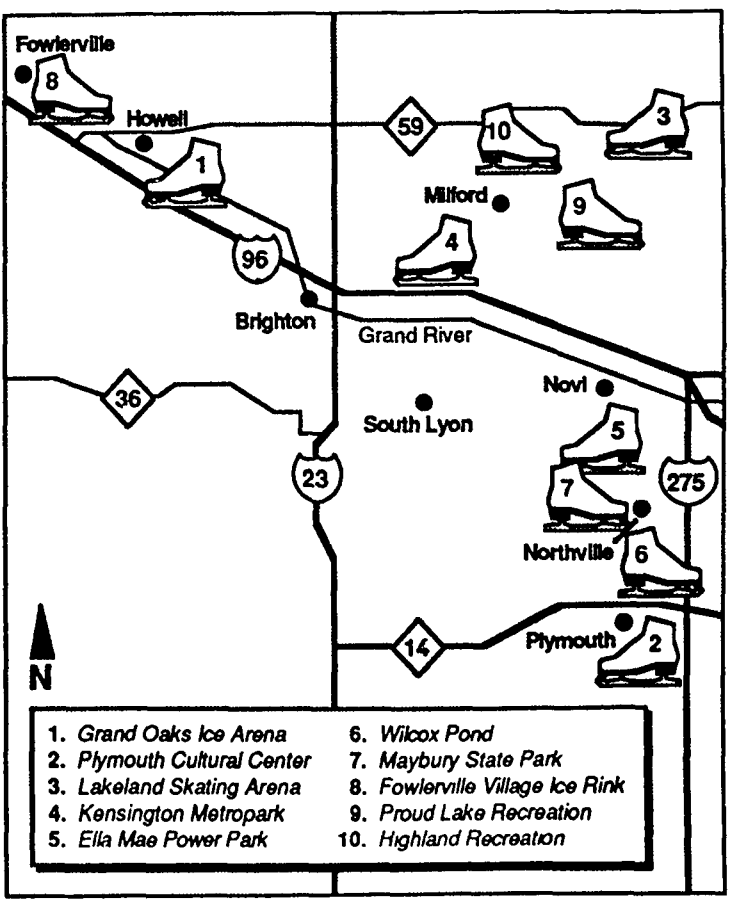 Fowlerville
8
Howell
59
10
3
1
Milford
9
4
96
Brighton
Grand River
Novi
36
South Lyon
5
23
7
275
Northville
6
14
Plymouth
2
N
1. Grand Oaks Ice Arena
2. Plymouth Cultural Center
3. Lakeland Skating Arena
4. Kensington Metropark
5. Ella Mae Power Park
6. Wilcox Pond
7. Maybury State Park
8. Fowlerville Village Ice Rink
9. Proud Lake Recreation
10. Highland Recreation